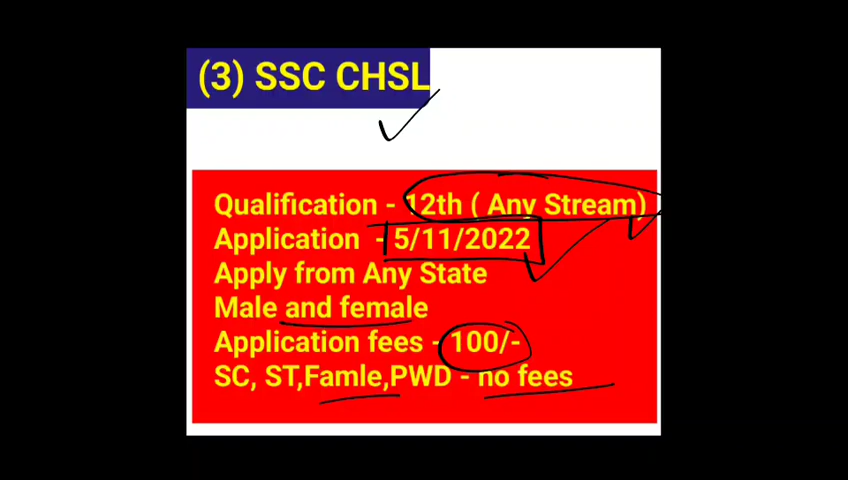 (3) SSC CHSL
Qualification - 12th ( Any Stream)
Application - 5/11/2022
Apply from Any State
Male and female
Application fees - 100/-
SC, ST,Famle,PWD - no fees